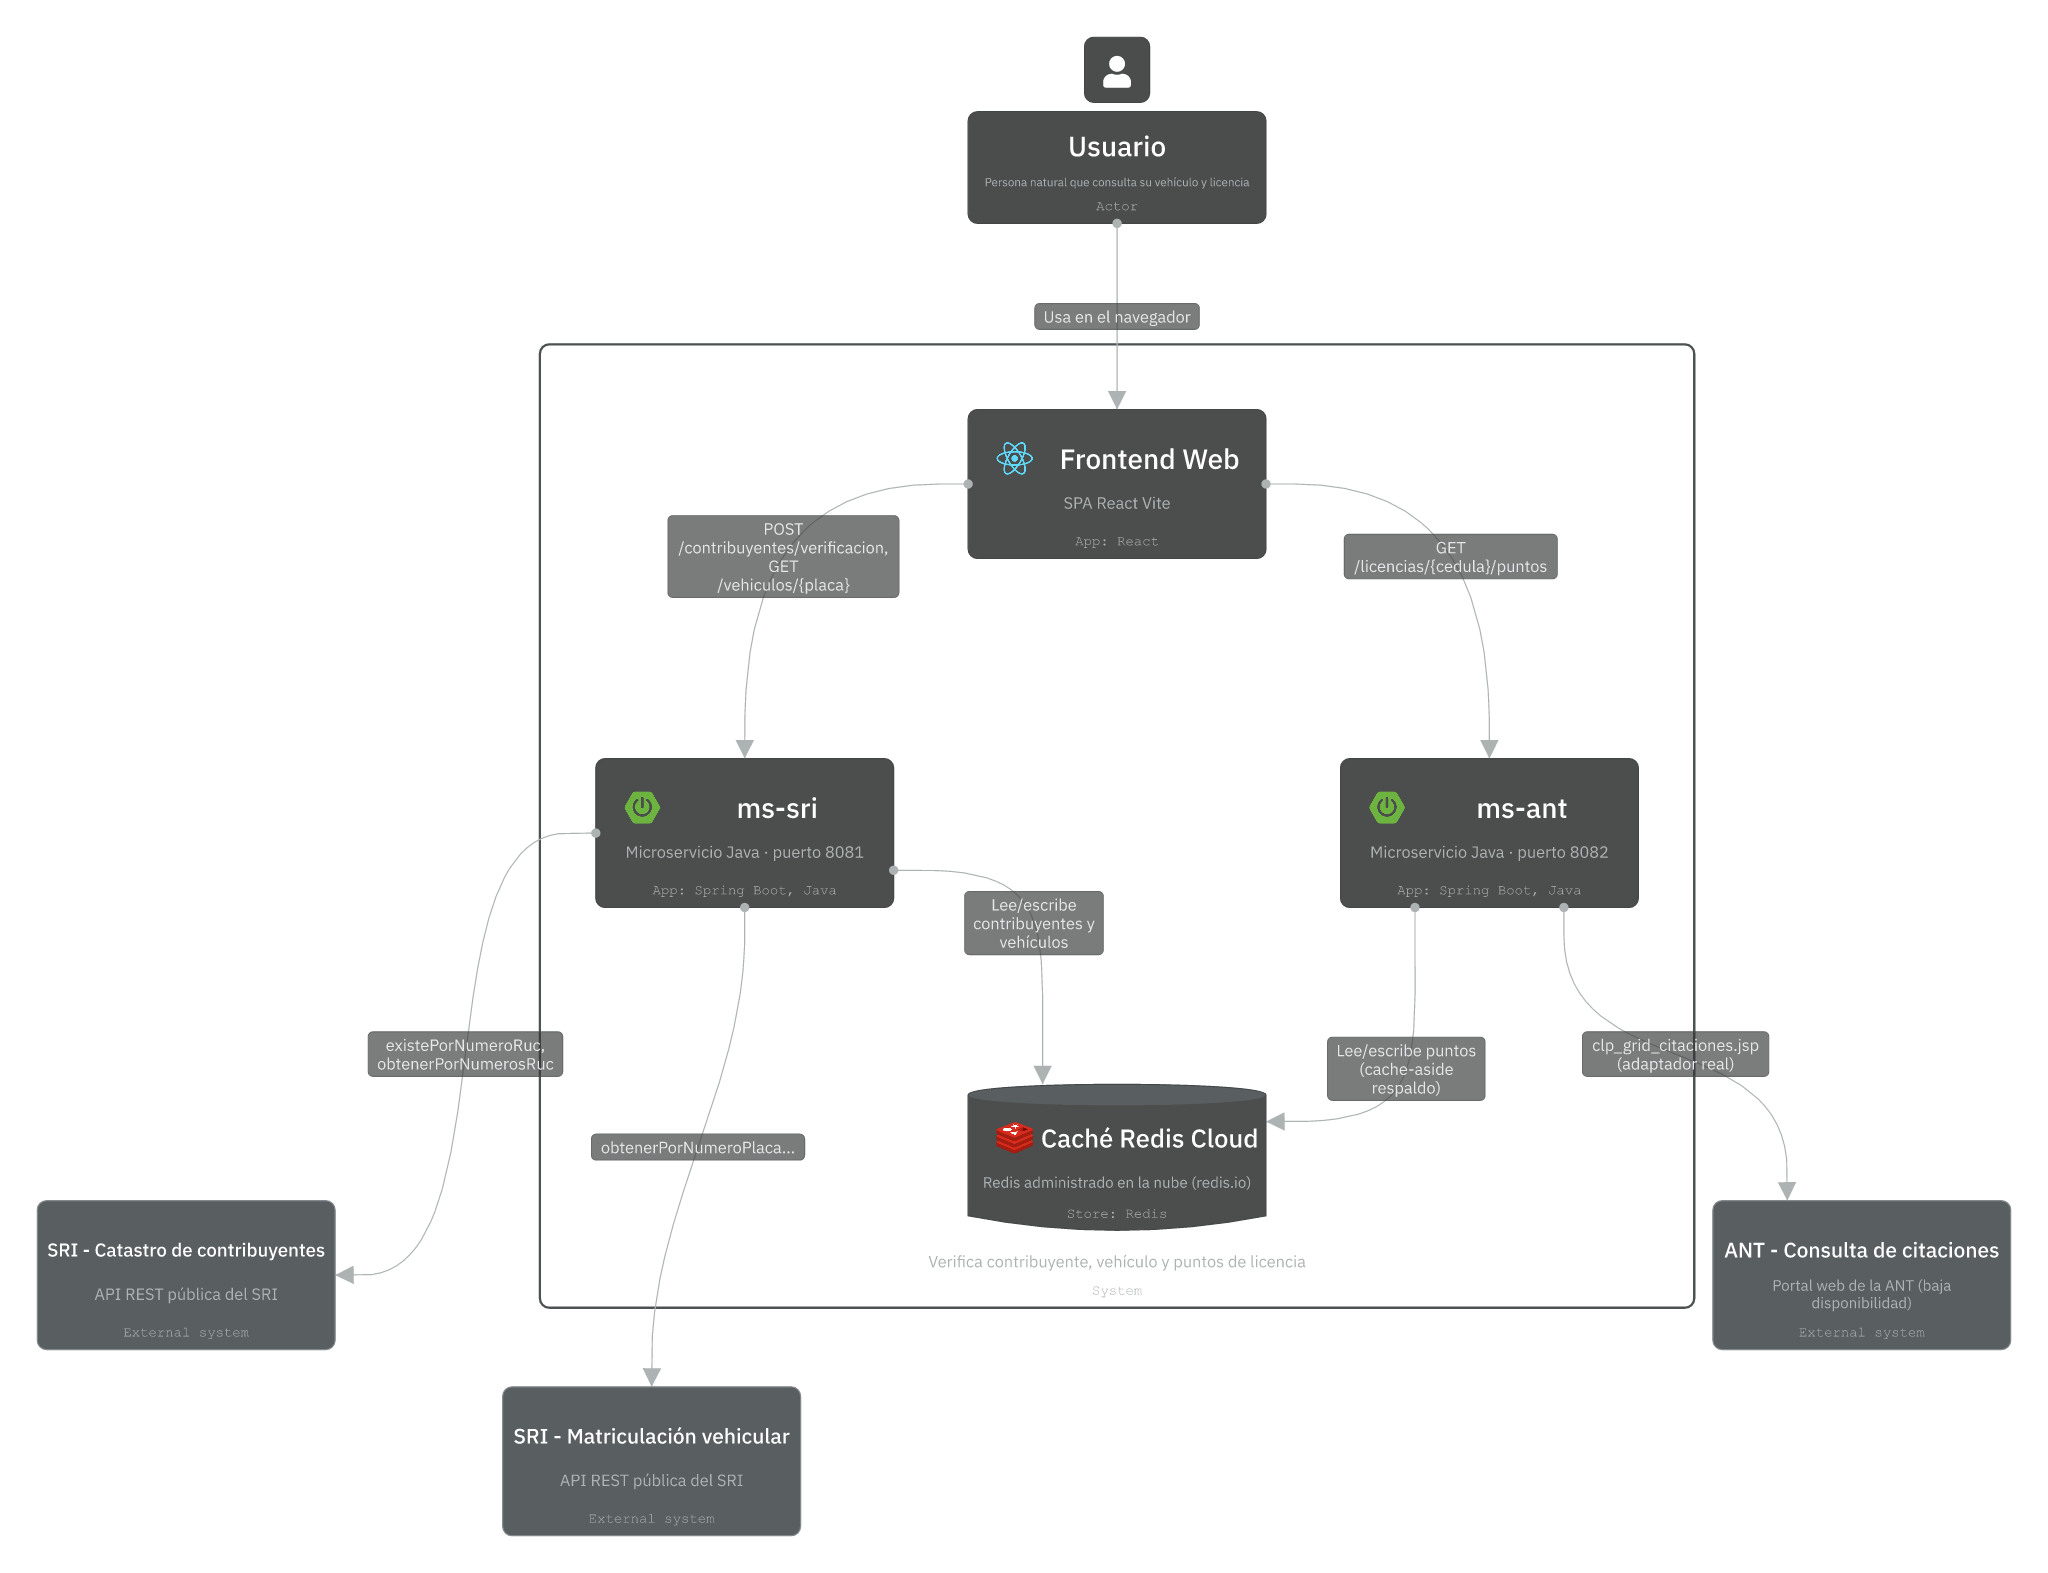 Usuario
Persona natural que consulta su vehículo y licencia
Actor
Usa en el navegador
Frontend Web
SPA React Vite
App: React
POST
/contribuyentes/verificacion,
GET
/vehiculos/{placa}
GET
/licencias/{cedula}/puntos
ms-sri
Microservicio Java · puerto 8081
App: Spring Boot, Java
ms-ant
Microservicio Java · puerto 8082
App: Spring Boot, Java
Lee/escribe
contribuyentes y
vehículos
existePorNumeroRuc,
obtenerPorNumerosRuc
Lee/escribe puntos
(cache-aside
respaldo)
clp_grid_citaciones.jsp
(adaptador real)
obtenerPorNumeroPlaca...
Caché Redis Cloud
Redis administrado en la nube (redis.io)
Store: Redis
Verifica contribuyente, vehículo y puntos de licencia
System
SRI - Catastro de contribuyentes
API REST pública del SRI
External system
ANT - Consulta de citaciones
Portal web de la ANT (baja
disponibilidad)
External system
SRI - Matriculación vehicular
API REST pública del SRI
External system